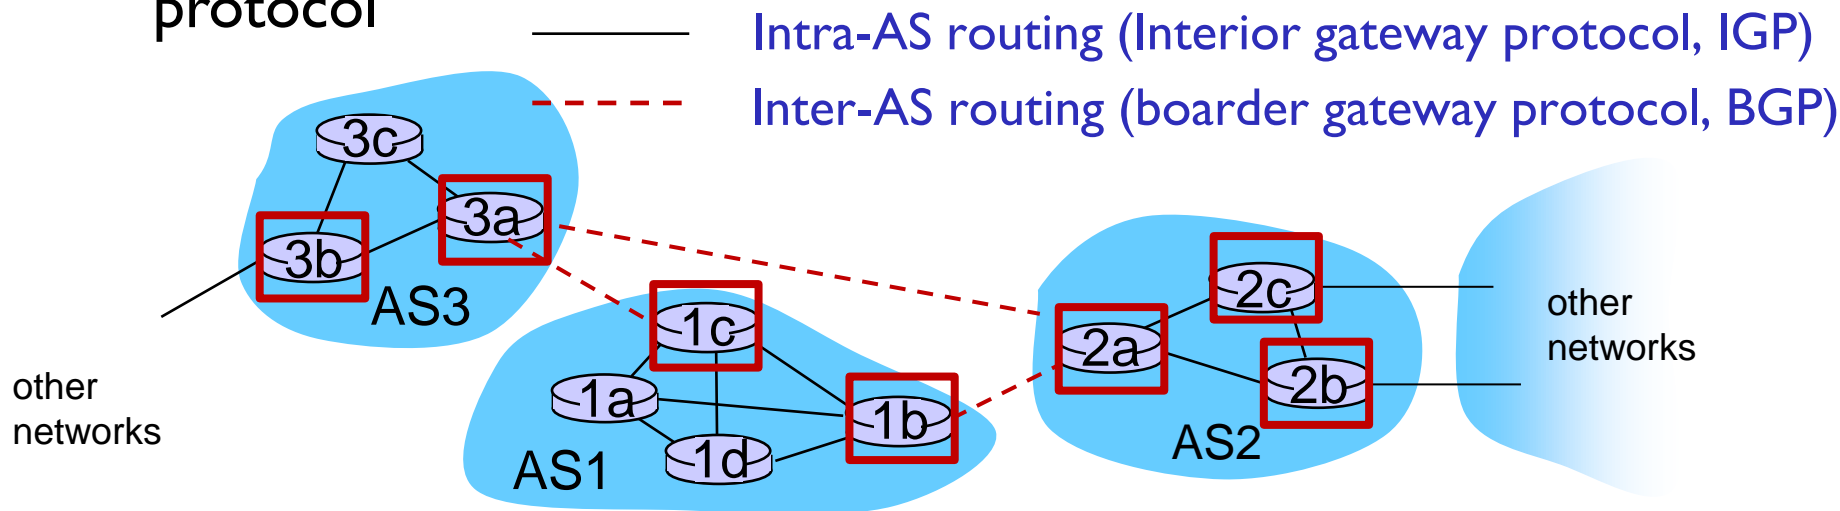 protocol
Intra-AS routing (Interior gateway protocol, IGP)
Inter-AS routing (boarder gateway protocol, BGP)
3c
3a
3b
AS3
1c
1a
1b
1d
AS1
2c
2a
2b
AS2
other
networks
other
networks